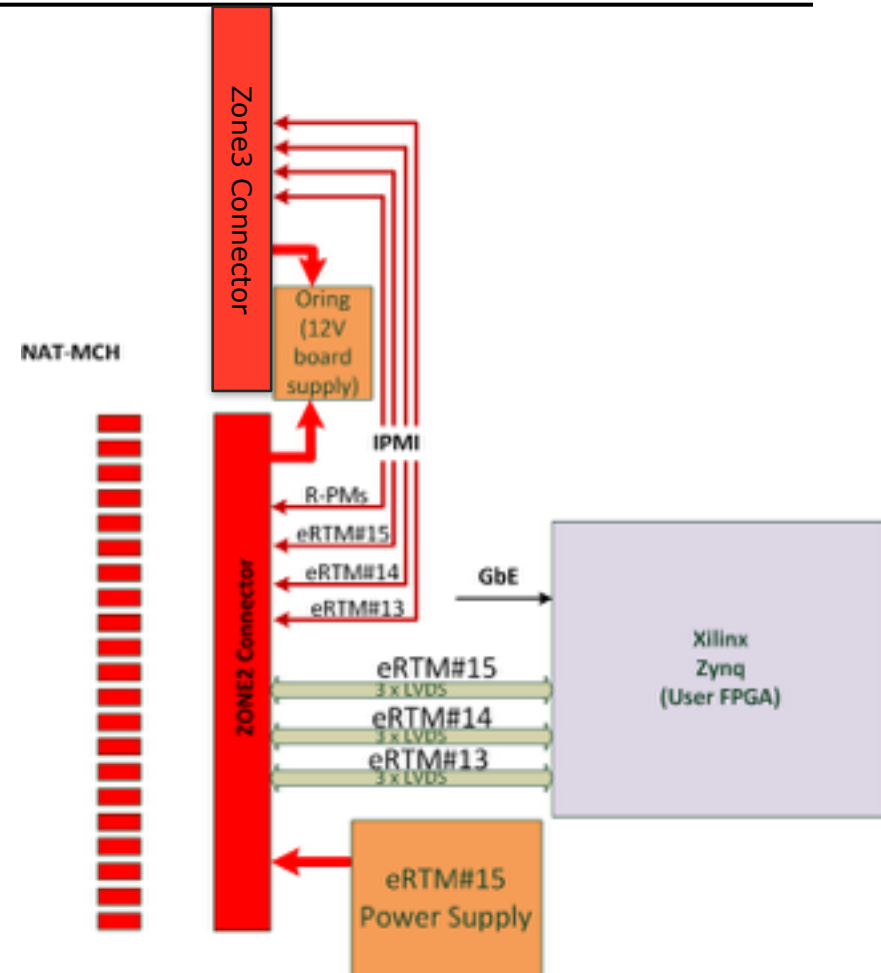 Zone3 Connector
Oring
(12V
board
supply)
NAT-MCH
IPMI
R-PMs
eRTM#15
eRTM#14
eRTM#13
ZONE2 Connector
GbE
Xilinx
Zynq
(User FPGA)
eRTM#15
3 x LVDS
eRTM#14
3 x LVDS
eRTM#13
3 x LVDS
eRTM#15
Power Supply